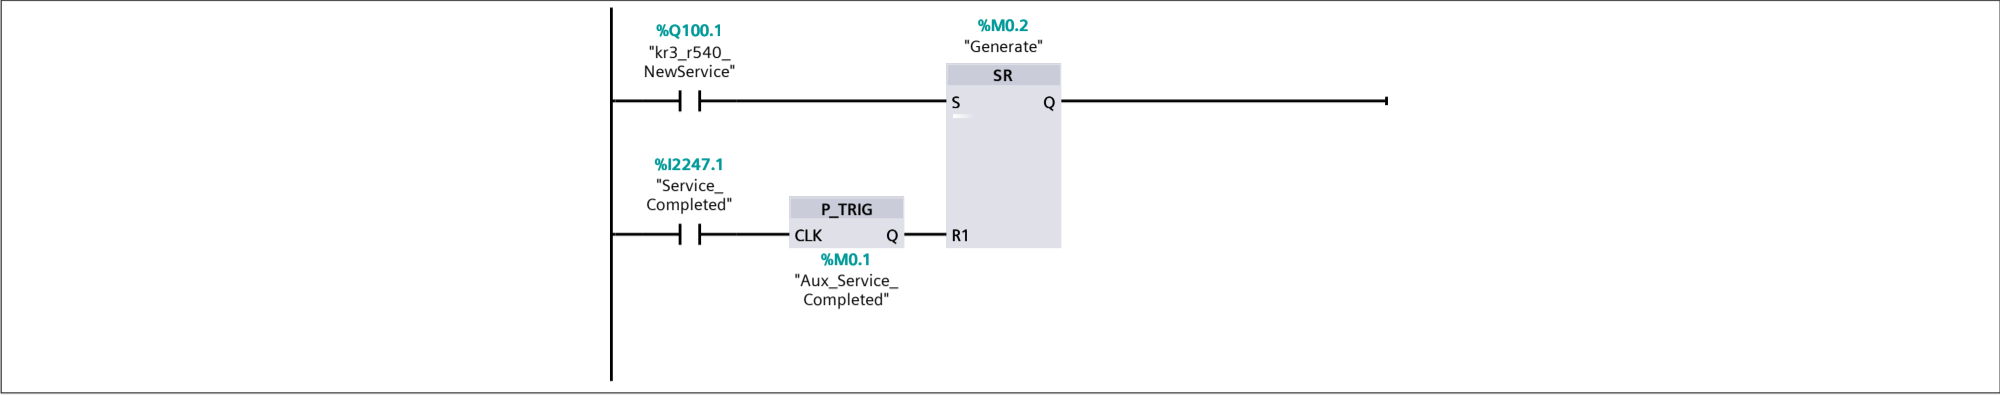 %Q100.1
"kr3_r540_
NewService"
%M0.2
"Generate"
SR
S
Q
%I2247.1
"Service_
Completed"
P_TRIG
CLK
Q
R1
%M0.1
"Aux_Service_
Completed"